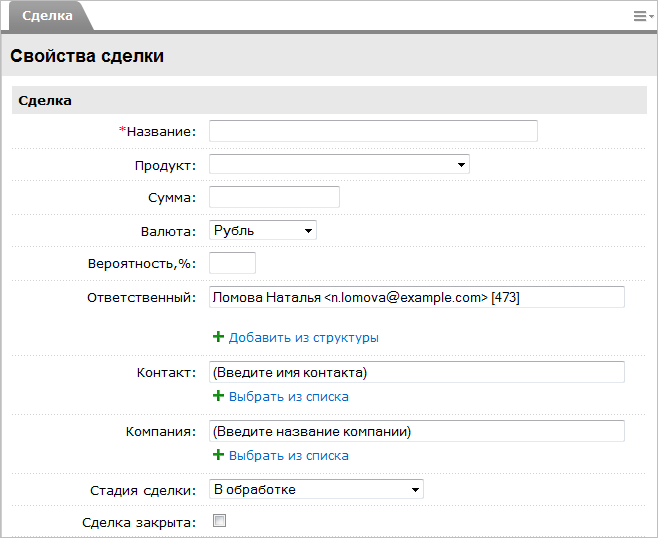 Сделка
Свойства сделки
Сделка
*Название:
Продукт:
Сумма:
Валюта: Рубль
Вероятность,%:
Ответственный: Ломова Наталья <n.lomova@example.com> [473]
Добавить из структуры
Контакт: (Введите имя контакта)
Выбрать из списка
Компания: (Введите название компании)
Выбрать из списка
Стадия сделки: В обработке
Сделка закрыта: